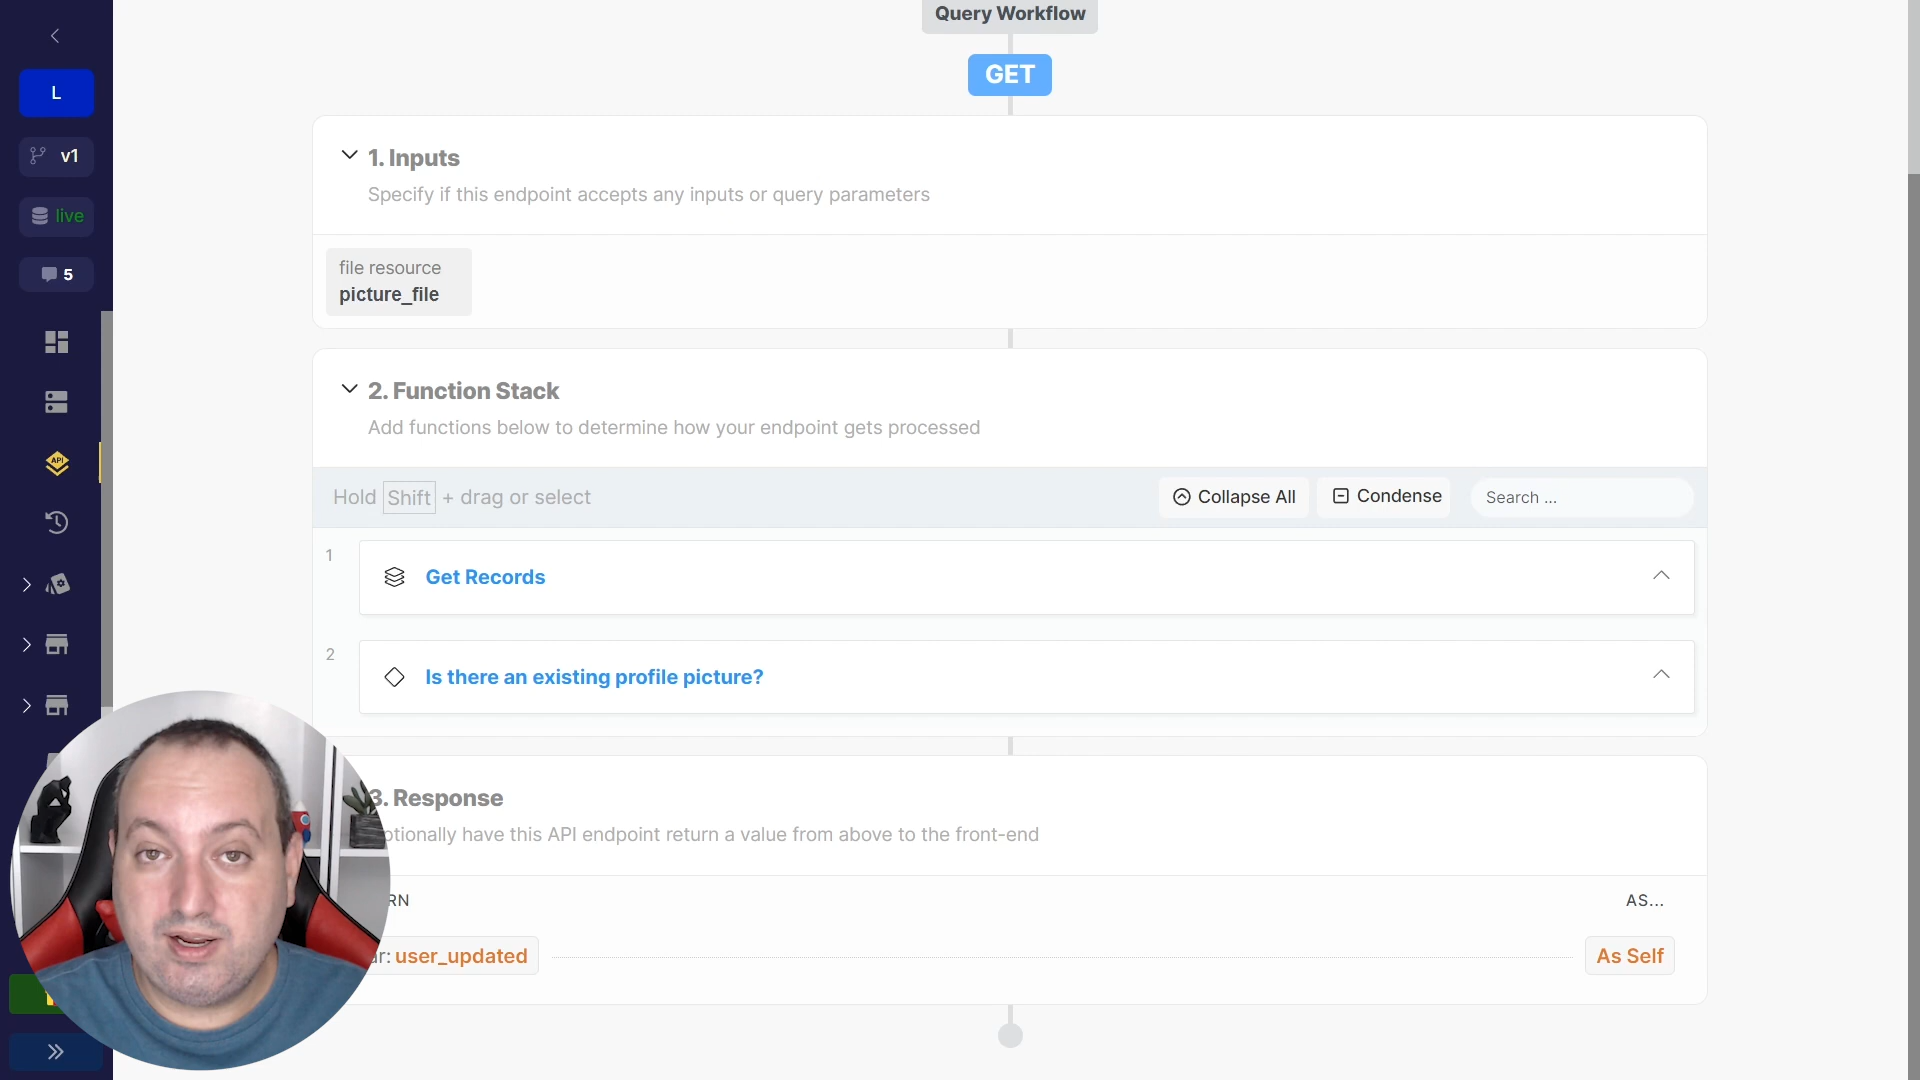 Query Workflow
GET
L
v1
live
5
API
1. Inputs
Specify if this endpoint accepts any inputs or query parameters
file resource
picture_file
2. Function Stack
Add functions below to determine how your endpoint gets processed
Hold Shift + drag or select
Collapse All
Condense
Search ...
1
Get Records
2
Is there an existing profile picture?
3. Response
ptionally have this API endpoint return a value from above to the front-end
RN
AS...
ar: user_updated
As Self